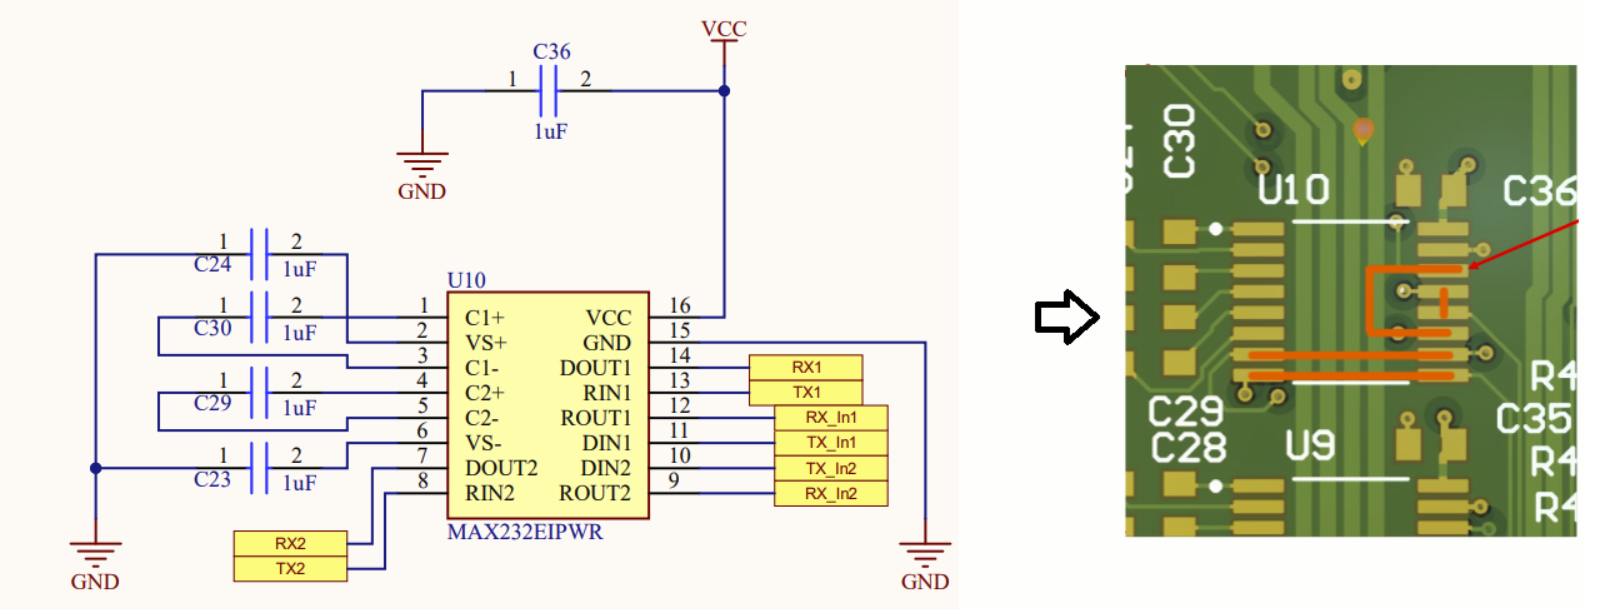 VCC
C36
1 2
1uF
GND
1 2
C24 1uF
1 2
C30 1uF
1 2
C29 1uF
1 2
C23 1uF
GND
U10
1 C1+ VCC 16
2 VS+ GND 15
3 C1- DOUT1 14 RX1
4 C2+ RIN1 13 TX1
5 C2- ROUT1 12 RX_In1
6 VS- DIN1 11 TX_In1
7 DOUT2 DIN2 10 TX_In2
8 RIN2 ROUT2 9 RX_In2
MAX232EIPWR
RX2
TX2
GND
C30
U10
C36
R4
C29
C35
C28
U9
R4
R4